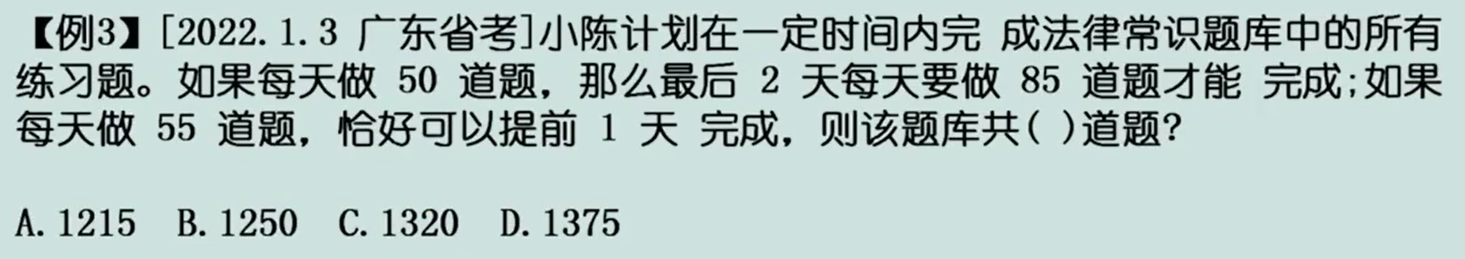 【例3】[2022.1.3 广东省考]小陈计划在一定时间内完 成法律常识题库中的所有
练习题。如果每天做 50 道题，那么最后 2 天每天要做 85 道题才能 完成;如果
每天做 55 道题，恰好可以提前 1 天 完成，则该题库共( )道题?
A.1215 B.1250 C.1320 D.1375